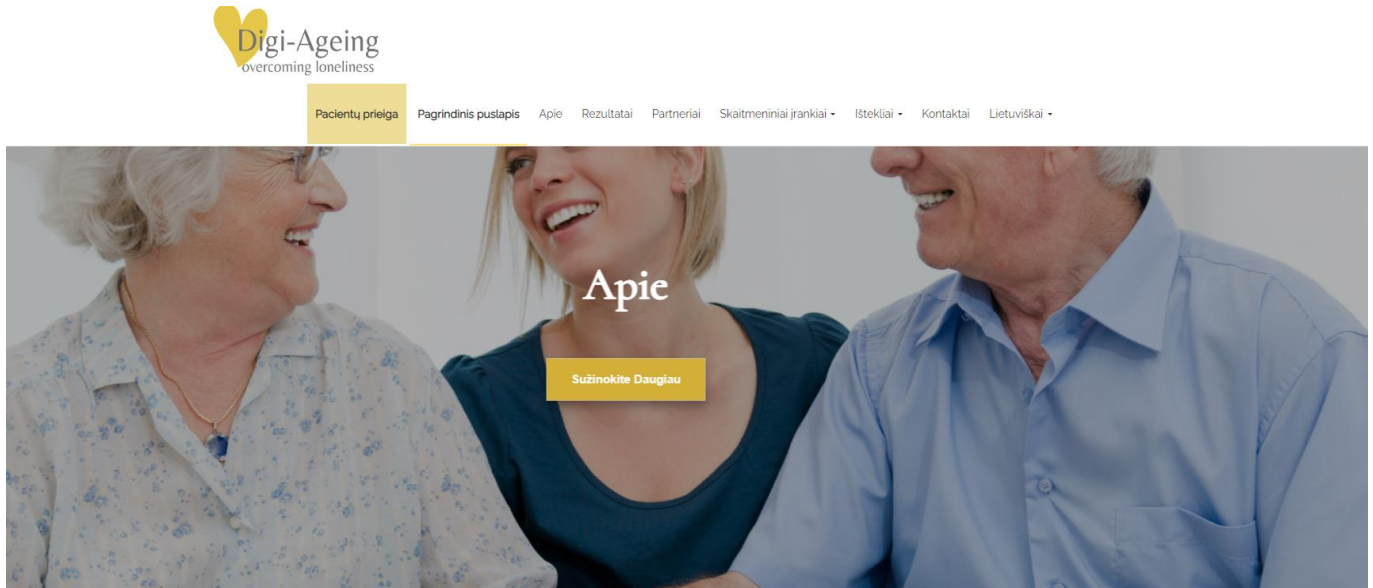 Digi-Ageing
overcoming loneliness
Pacientų prieiga Pagrindinis puslapis Apie Rezultatai Partneriai Skaitmeniniai įrankiai Ištekliai Kontaktai Lietuviškai
Apie
Sužinokite Daugiau